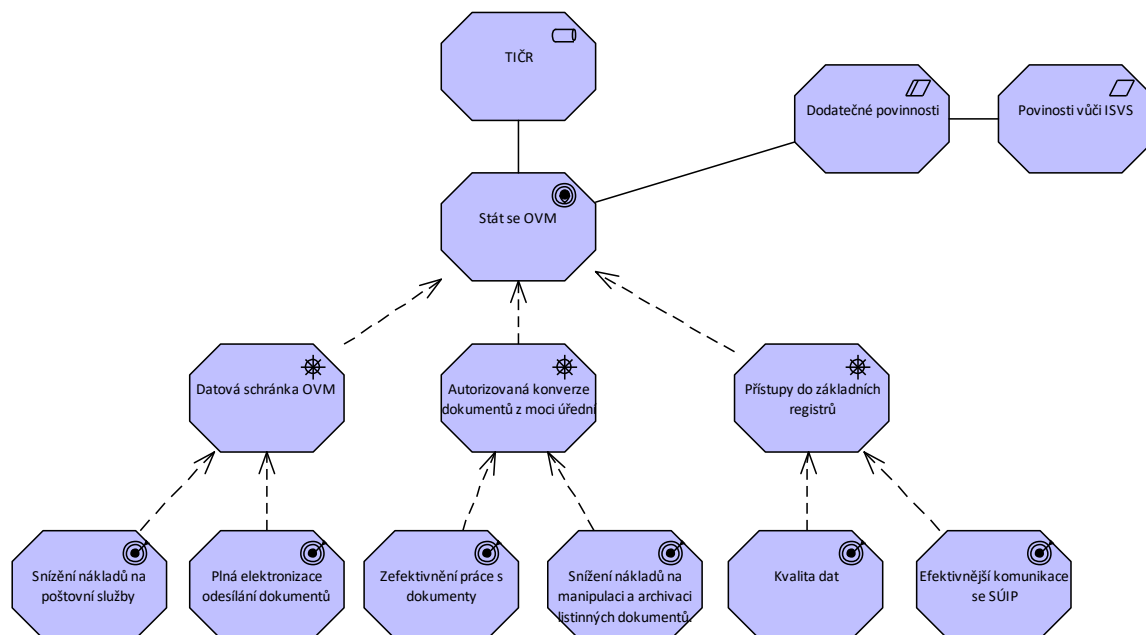 TIČR
Dodatečné povinnosti
Povinosti vůči ISVS
Stát se OVM
Datová schránka OVM
Autorizovaná konverze
dokumentů z moci úřední
Přístupy do základních
registrů
Snízění nákladů na
poštovní služby
Plná elektronizace
odesílání dokumentů
Zefektivnění práce s
dokumenty
Snížení nákladů na
manipulaci a archivaci
listinných dokumentů.
Kvalita dat
Efektivnější komunikace
se SÚIP